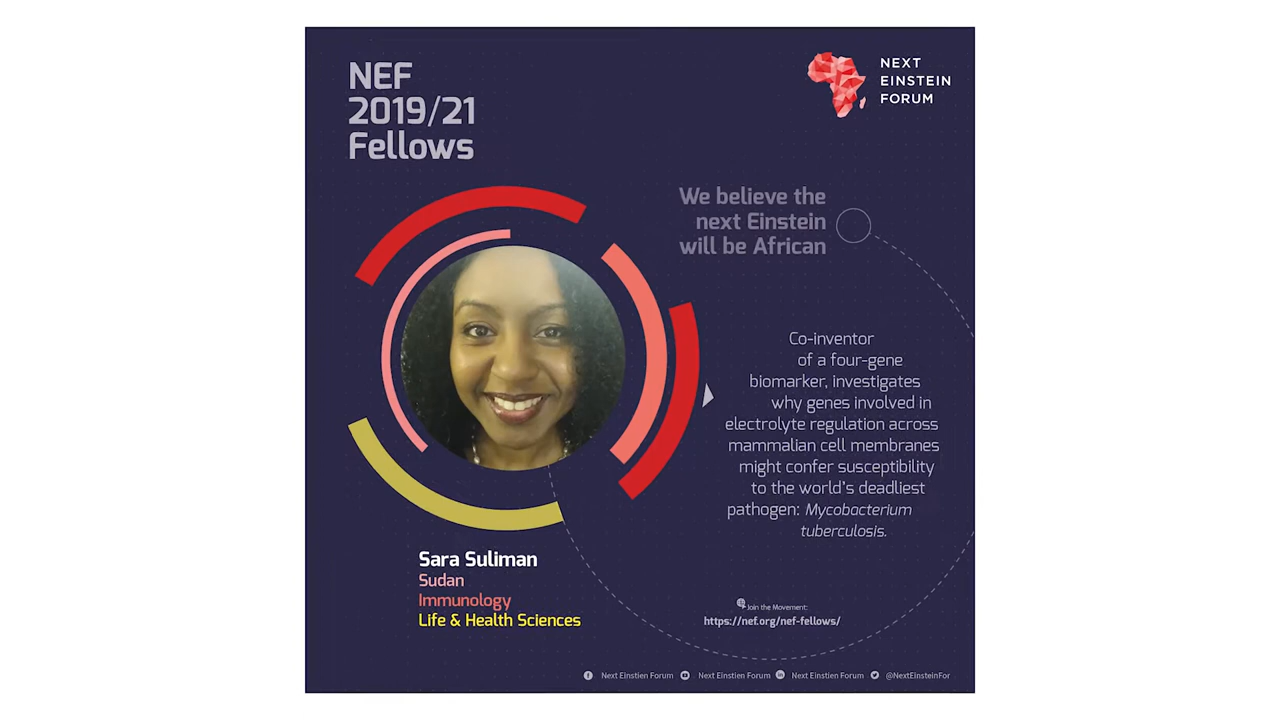 NEF
2019/21
Fellows
NEXT
EINSTEIN
FORUM
We believe the
next Einstein
will be African
Co-inventor
of a four-gene
biomarker, investigates
why genes involved in
electrolyte regulation across
mammalian cell membranes
might confer susceptibility
to the world's deadliest
pathogen: Mycobacterium
tuberculosis.
Sara Suliman
Sudan
Immunology
Life & Health Sciences
Join the Movement:
https://nef.org/nef-fellows/
Next Einstien Forum Next Einstien Forum Next Einstien Forum @NextEinsteinFor